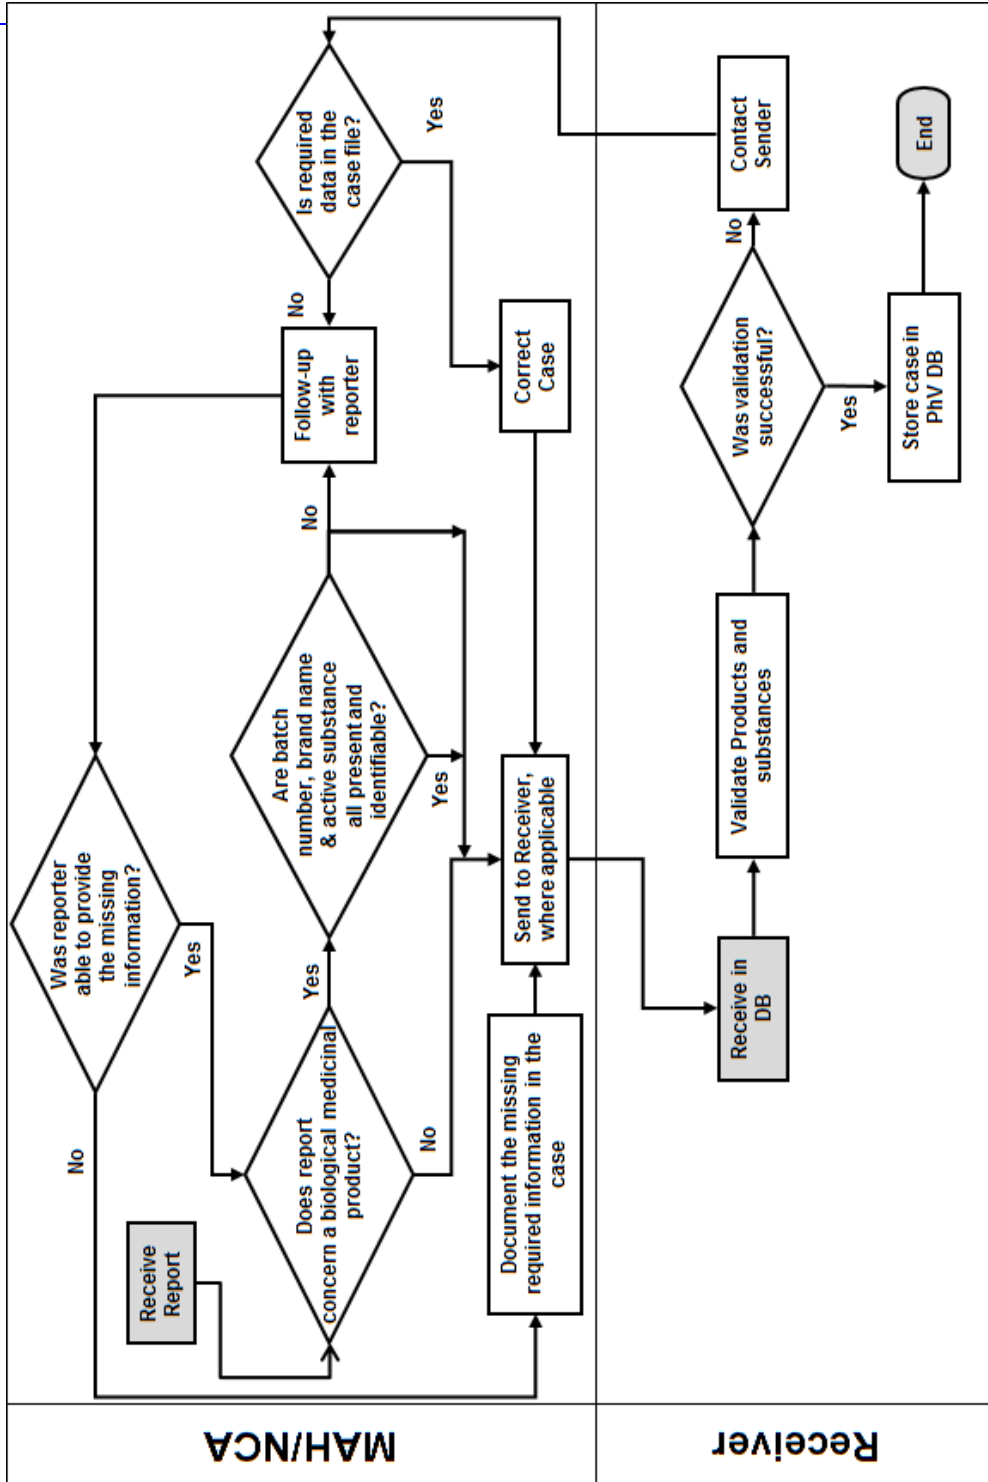 MAH/NCA
Receive
Report
Does report
concern a biological medicinal
product?
Yes
No
Are batch
number, brand name
& active substance
all present and
identifiable?
Yes
No
Follow-up
with
reporter
Was reporter
able to provide
the missing
information?
Yes
No
Document the missing
required information in the
case
Send to Receiver,
where applicable
Is required
data in the
case file?
No
Yes
Correct
Case
Receiver
Receive in
DB
Validate Products and
substances
Was validation
successful?
No
Yes
Contact
Sender
Store case in
PhV DB
End